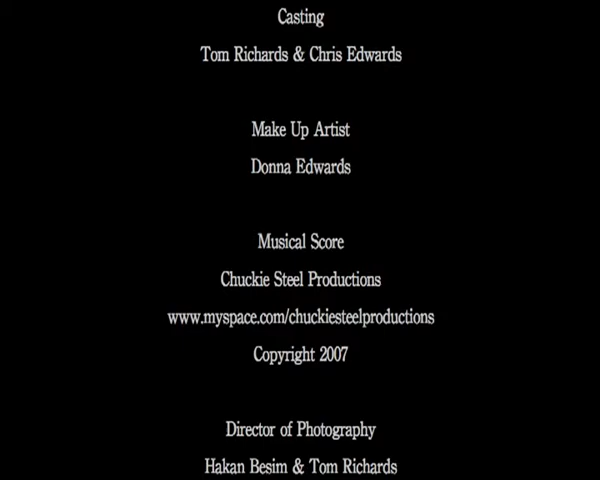 Casting
Tom Richards & Chris Edwards
Make Up Artist
Donna Edwards
Musical Score
Chuckie Steel Productions
www.myspace.com/chuckiesteelproductions
Copyright 2007
Director of Photography
Hakan Besim & Tom Richards